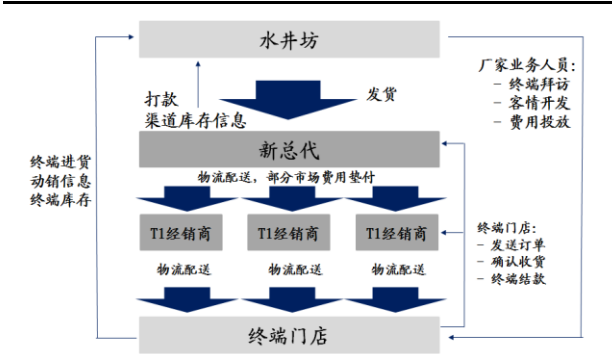 水井坊
厂家业务人员:
- 终端拜访
- 客情开发
- 费用投放
打款
渠道库存信息
发货
新总代
终端进货
动销信息
终端库存
物流配送，部分市场费用垫付
T1经销商
T1经销商
T1经销商
终端门店:
- 发送订单
- 确认收货
- 终端结款
物流配送
物流配送
物流配送
终端门店